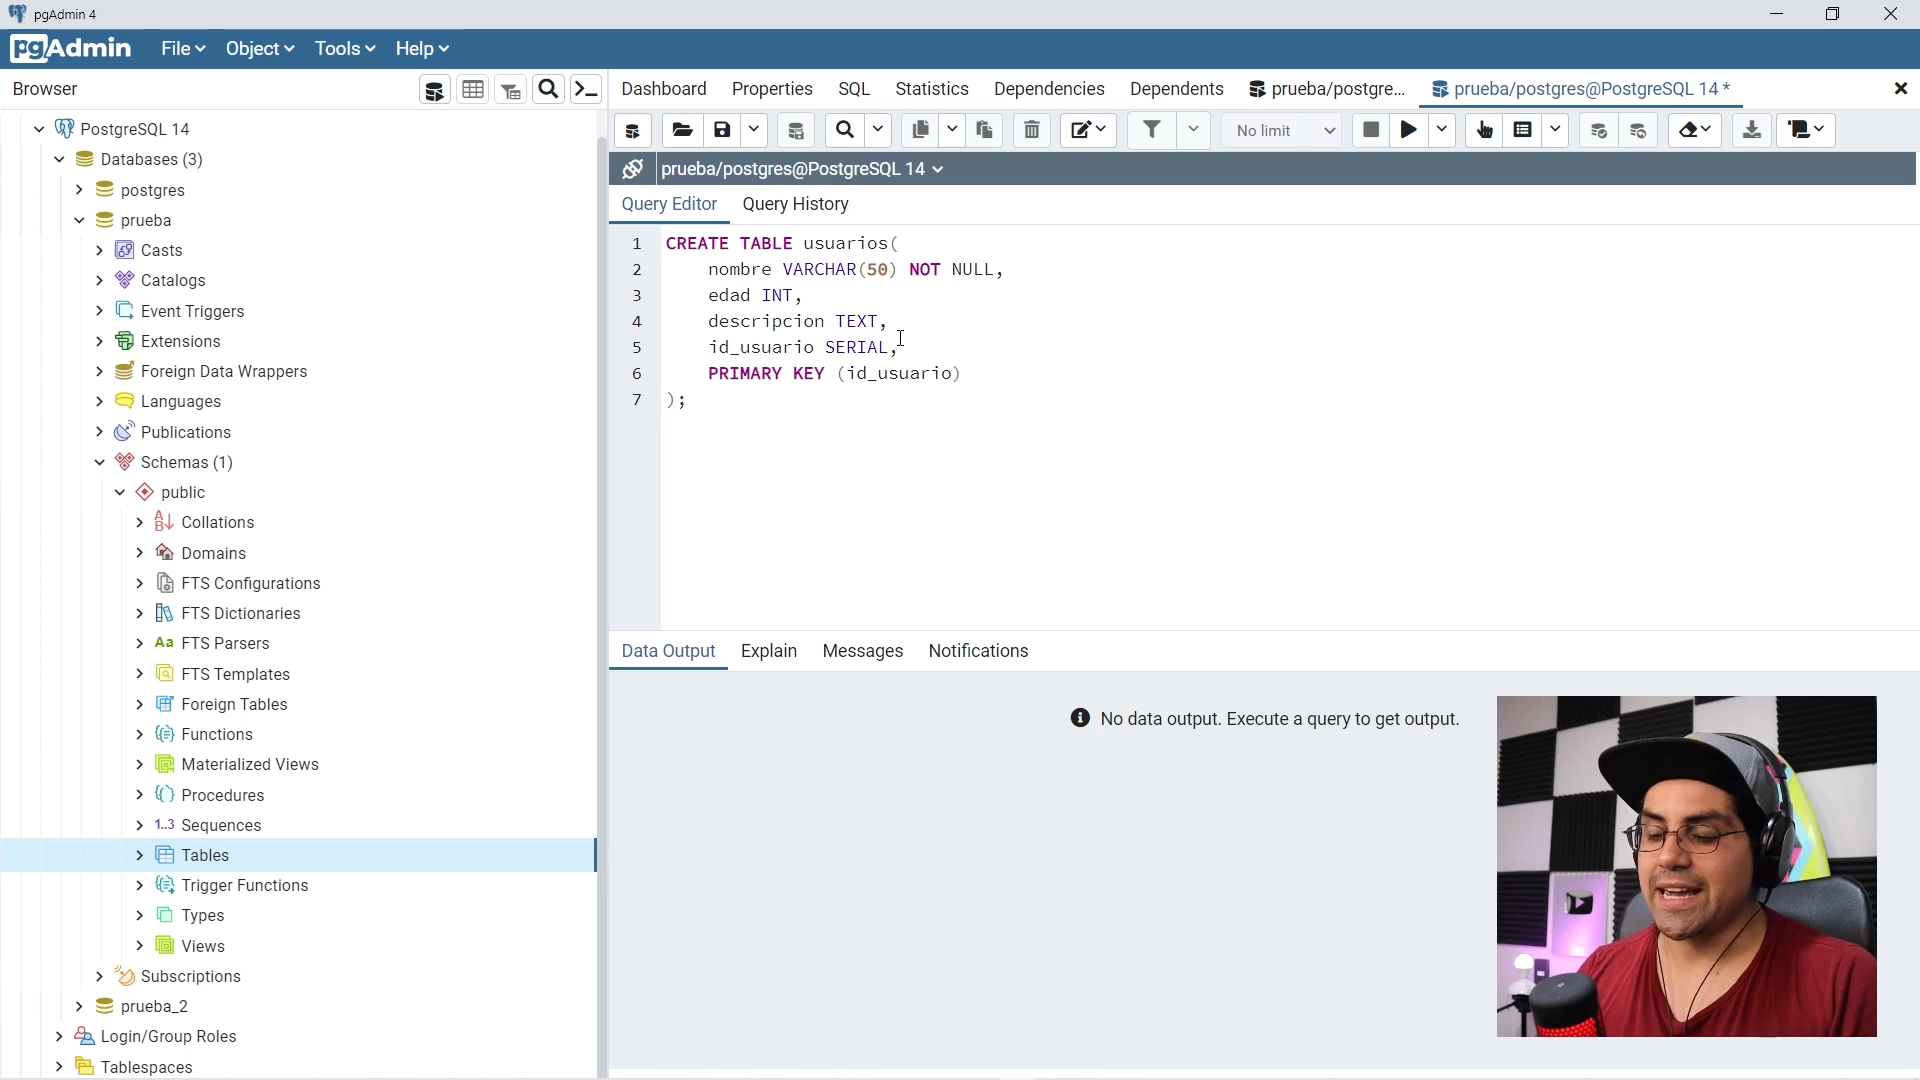 pgAdmin 4
pgAdmin File Object Tools Help
Browser
PostgreSQL 14
Databases (3)
postgres
prueba
Casts
Catalogs
Event Triggers
Extensions
Foreign Data Wrappers
Languages
Publications
Schemas (1)
public
Collations
Domains
FTS Configurations
FTS Dictionaries
Aa FTS Parsers
FTS Templates
Foreign Tables
Functions
Materialized Views
Procedures
1..3 Sequences
Tables
Trigger Functions
Types
Views
Subscriptions
prueba_2
Login/Group Roles
Tablespaces
Dashboard Properties SQL Statistics Dependencies Dependents prueba/postgre... prueba/postgres@PostgreSQL 14 *
No limit
prueba/postgres@PostgreSQL 14
Query Editor Query History
1 CREATE TABLE usuarios(
2 nombre VARCHAR(50) NOT NULL,
3 edad INT,
4 descripcion TEXT,
5 id_usuario SERIAL,
6 PRIMARY KEY (id_usuario)
7 );
Data Output Explain Messages Notifications
No data output. Execute a query to get output.